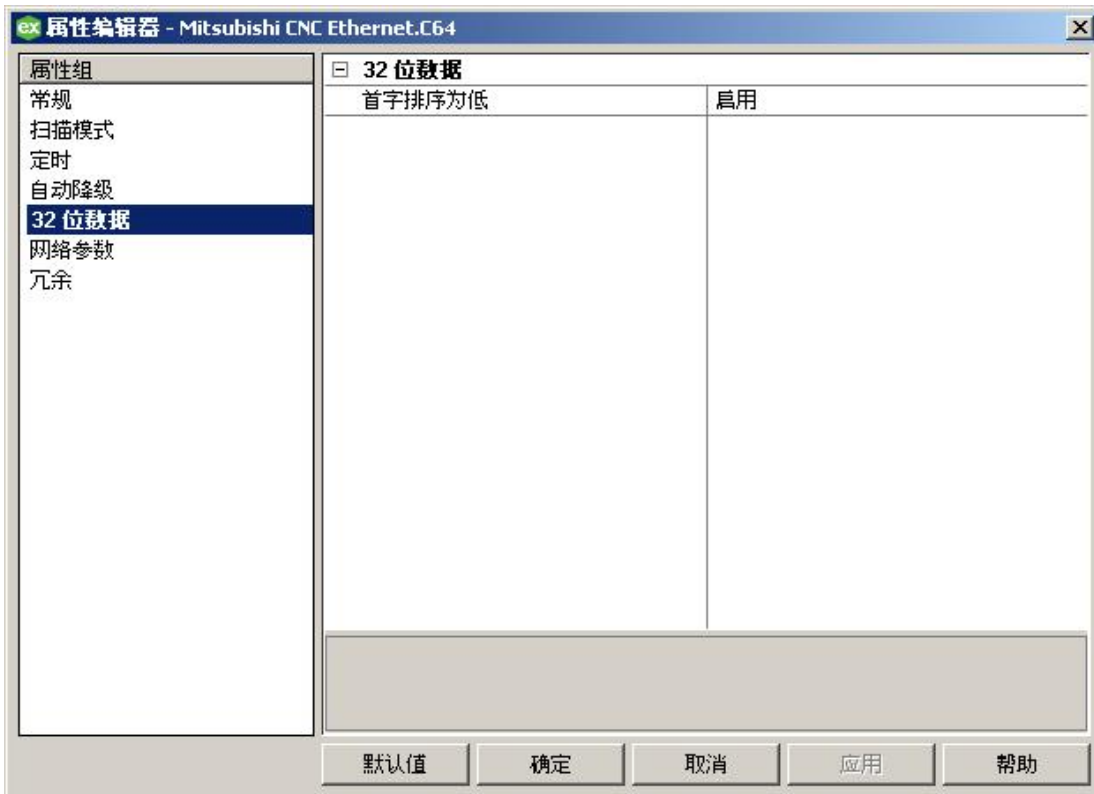 ex 属性编辑器 - Mitsubishi CNC Ethernet.C64
属性组
常规
扫描模式
定时
自动降级
32 位数据
网络参数
冗余
32 位数据
首字排序为低 启用
默认值 确定 取消 应用 帮助